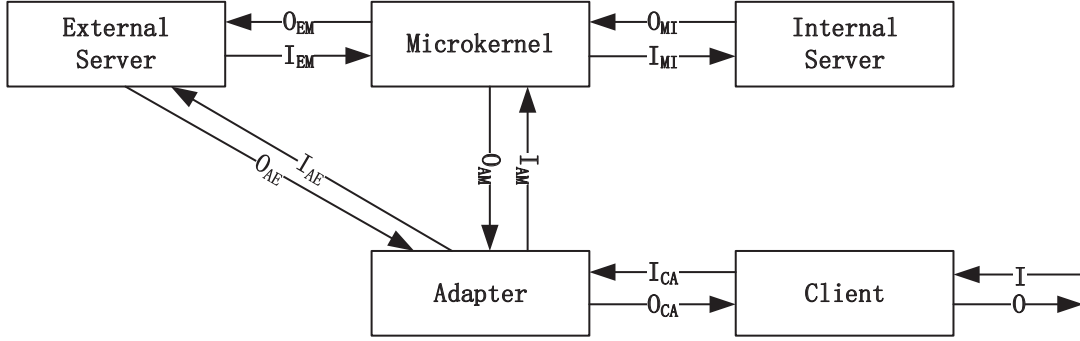 External
Server
O_EM
I_EM
Microkernel
O_MI
I_MI
Internal
Server
O_AE
I_AE
O_AM
I_AM
Adapter
I_CA
O_CA
Client
I
O